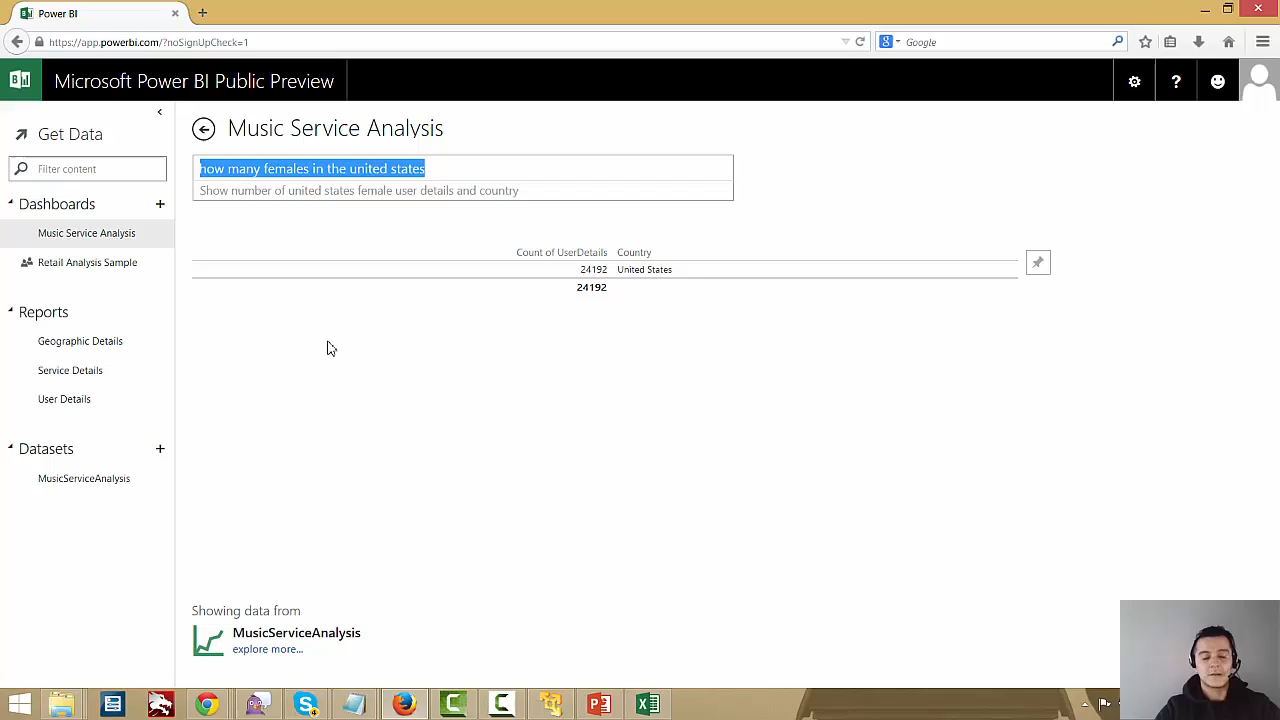 Power BI
https://app.powerbi.com/?noSignUpCheck=1
Google
Microsoft Power BI Public Preview
Get Data
Filter content
Dashboards
Music Service Analysis
Retail Analysis Sample
Reports
Geographic Details
Service Details
User Details
Datasets
MusicServiceAnalysis
Music Service Analysis
how many females in the united states
Show number of united states female user details and country
Count of UserDetails Country
24192 United States
24192
Showing data from
MusicServiceAnalysis
explore more...